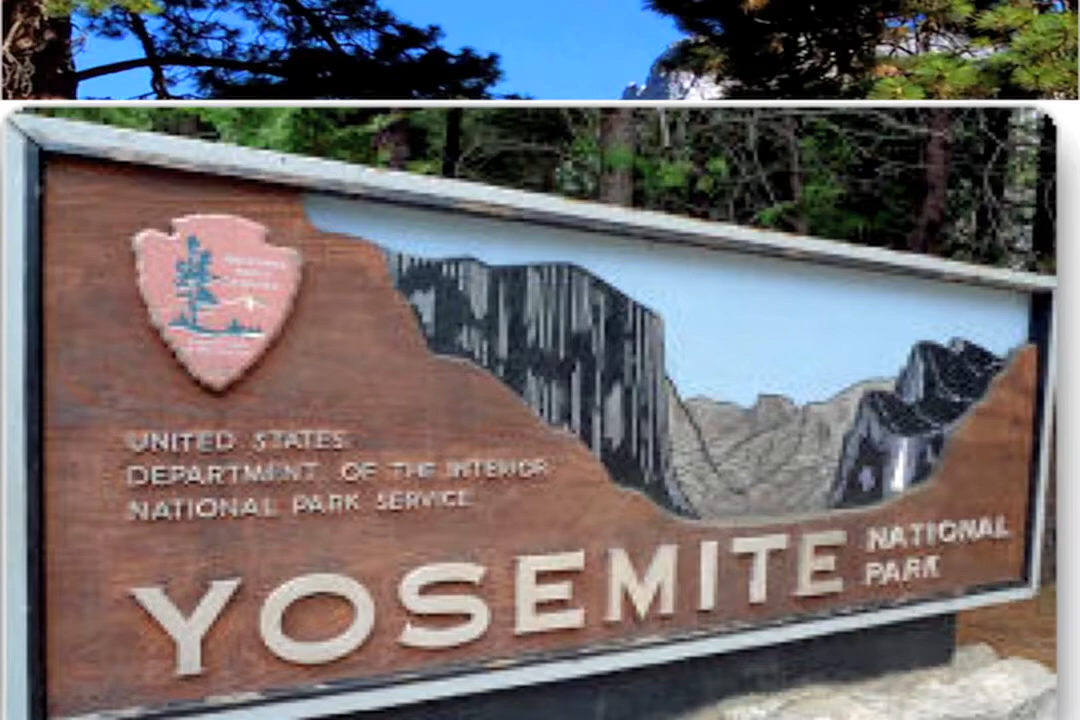 UNITED STATES
DEPARTMENT OF THE INTERIOR
NATIONAL PARK SERVICE
YOSEMITE NATIONAL
PARK